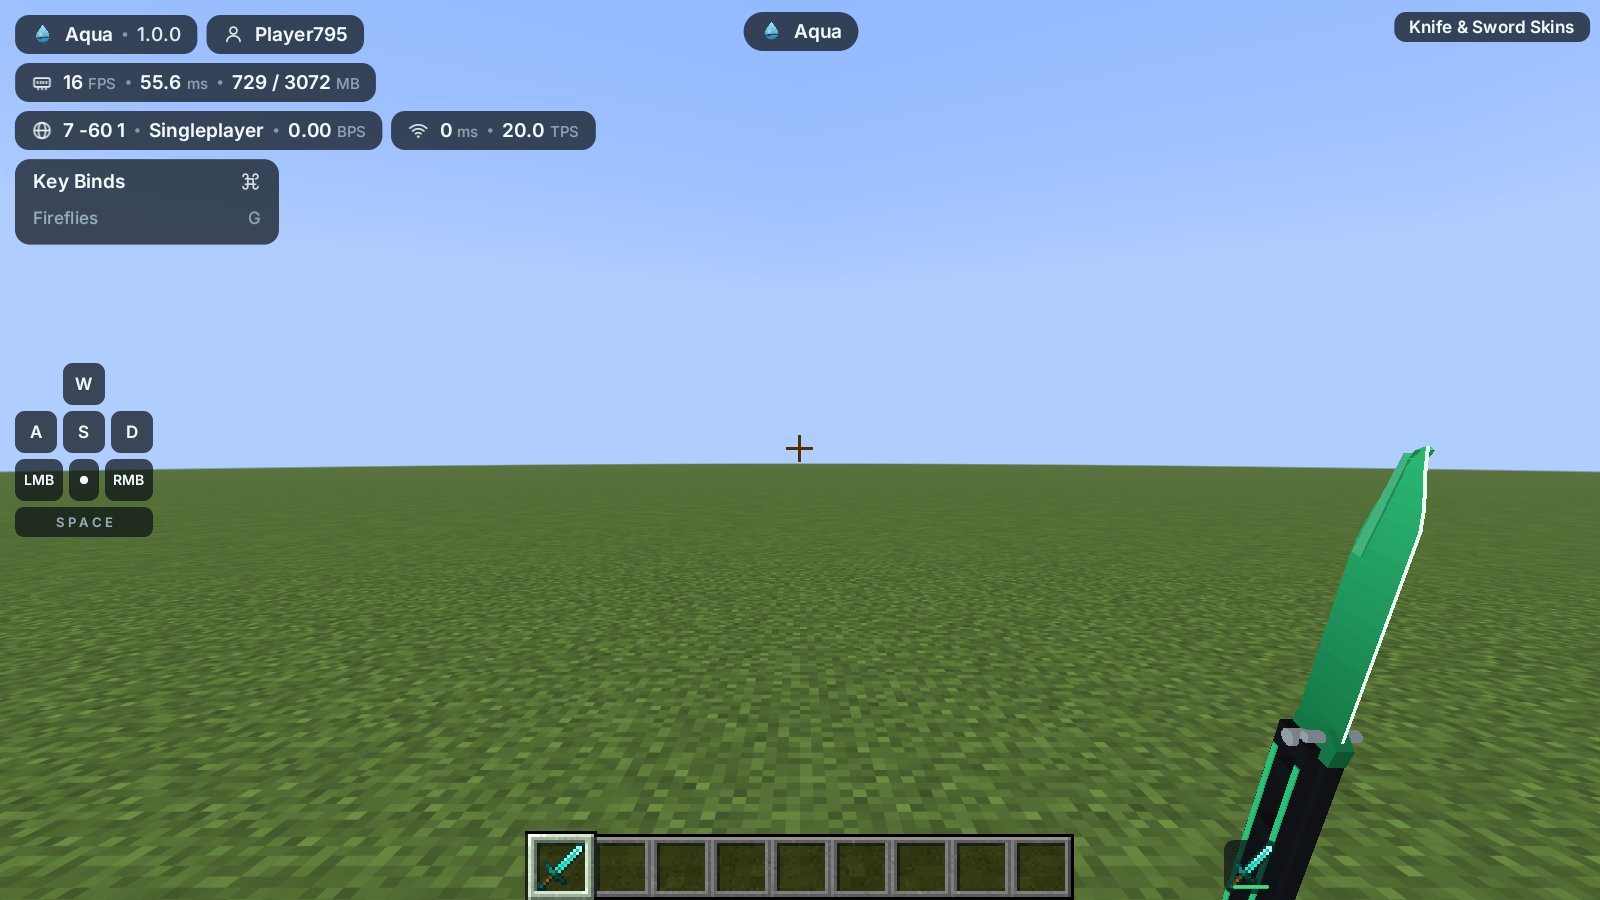 Aqua • 1.0.0
Player795
Aqua
Knife & Sword Skins
16 FPS • 55.6 ms • 729 / 3072 MB
7 -60 1 • Singleplayer • 0.00 BPS
0 ms • 20.0 TPS
Key Binds ⌘
Fireflies G
W
A S D
LMB • RMB
SPACE